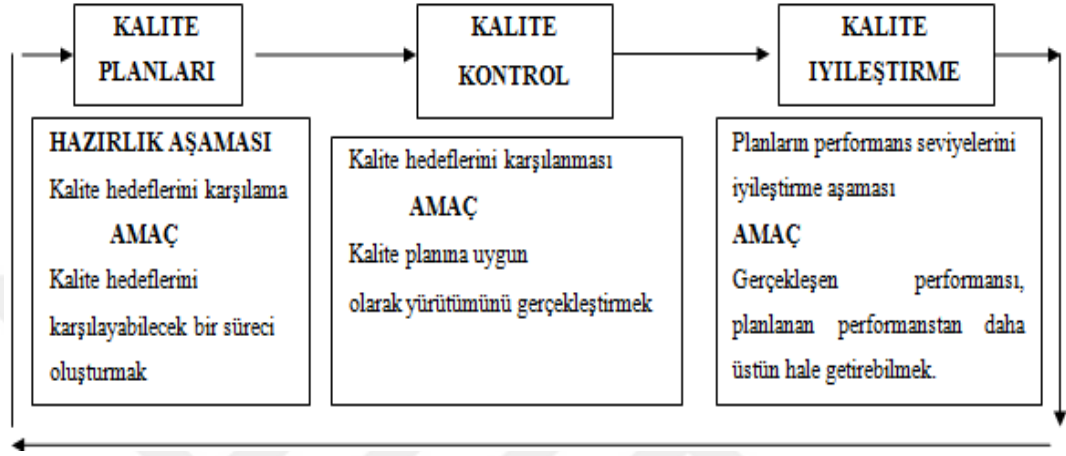 KALITE
PLANLARI
KALITE
KONTROL
KALITE
IYILEŞTIRME
HAZIRLIK AŞAMASI
Kalite hedeflerini karşılama
AMAÇ
Kalite hedeflerini
karşılayabilecek bir süreci
oluşturmak
Kalite hedeflerini karşılanması
AMAÇ
Kalite planına uygun
olarak yürütümünü gerçekleştirmek
Planların performans seviyelerini
iyileştirme aşaması
AMAÇ
Gerçekleşen performansı,
planlanan performanstan daha
üstün hale getirebilmek.